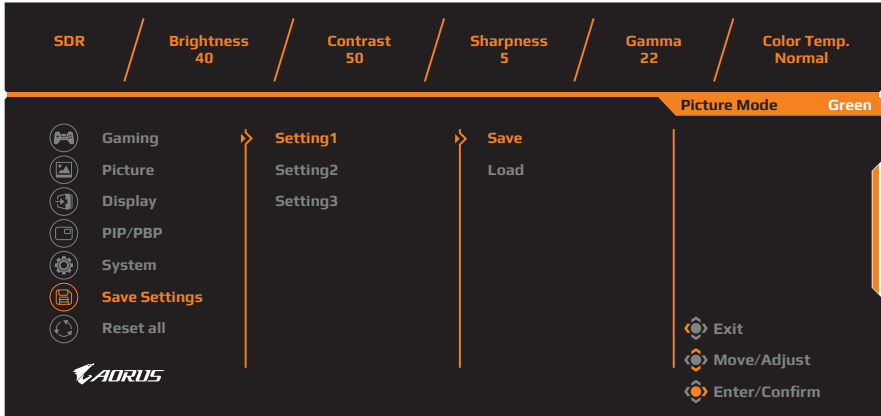 SDR
Brightness
40
Contrast
50
Sharpness
5
Gamma
22
Color Temp.
Normal
Picture Mode Green
Gaming
Picture
Display
PIP/PBP
System
Save Settings
Reset all
Setting1
Setting2
Setting3
Save
Load
Exit
Move/Adjust
Enter/Confirm
AORUS